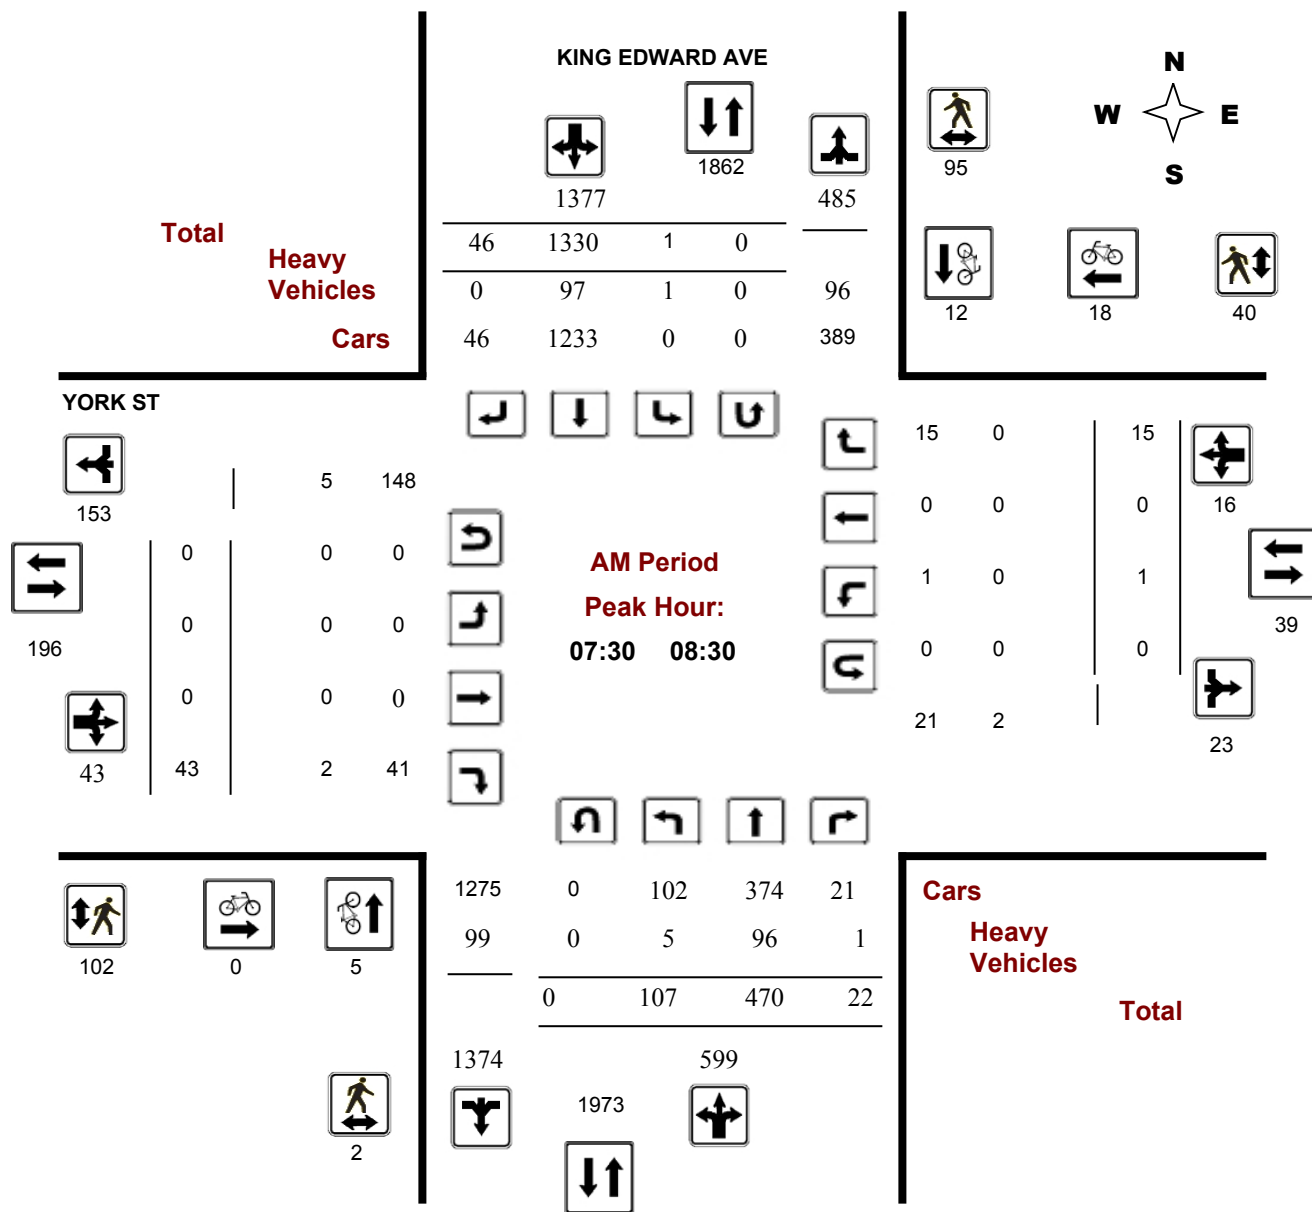 KING EDWARD AVE
N
W E
S
1862
95
1377 485
Total 46 1330 1 0
Heavy
Vehicles 0 97 1 0 96
12 18 40
Cars 46 1233 0 0 389
YORK ST
15 0 15
5 148
16
153
0 0 0
0 0 0
AM Period
1 0 1
Peak Hour:
39
0 0 0
196
07:30 08:30
0 0 0
0 0 0
21 2
23
43 43 2 41
1275 0 102 374 21 Cars
99 0 5 96 1 Heavy
Vehicles
102 0 5
0 107 470 22 Total
1374 599
1973
2